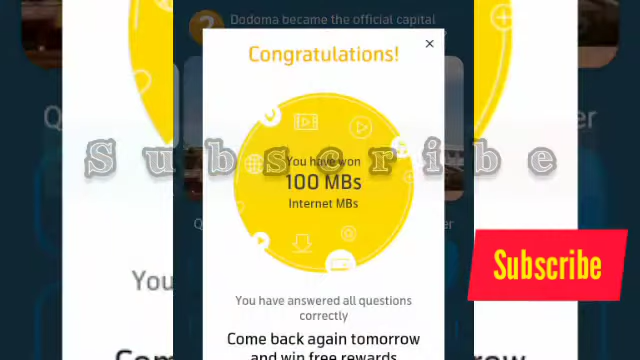 Dodoma became the official capital
Congratulations!
Subscribe
You have won
100 MBs
Internet MBs
Subscribe
You have answered all questions
correctly
You
Come back again tomorrow
and win free rewards